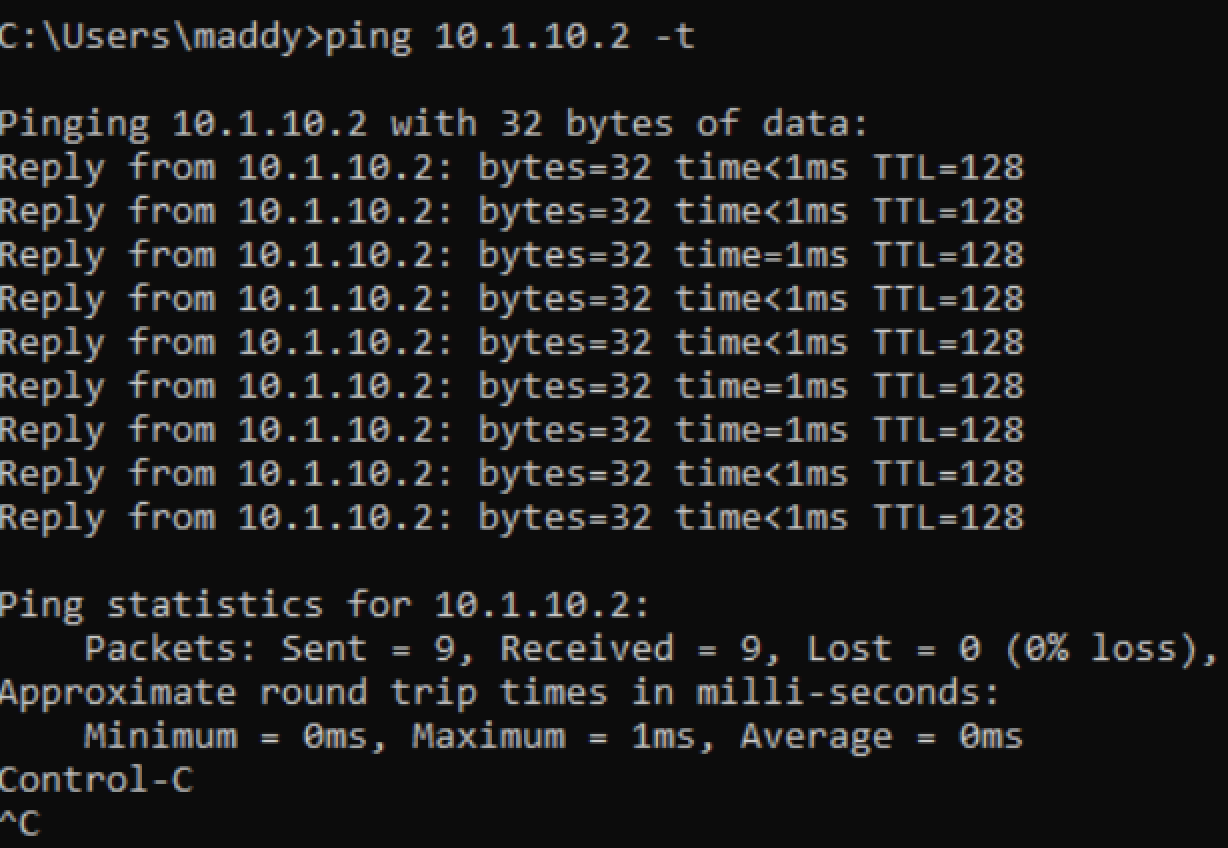 C:\Users\maddy>ping 10.1.10.2 -t
Pinging 10.1.10.2 with 32 bytes of data:
Reply from 10.1.10.2: bytes=32 time<1ms TTL=128
Reply from 10.1.10.2: bytes=32 time<1ms TTL=128
Reply from 10.1.10.2: bytes=32 time=1ms TTL=128
Reply from 10.1.10.2: bytes=32 time<1ms TTL=128
Reply from 10.1.10.2: bytes=32 time<1ms TTL=128
Reply from 10.1.10.2: bytes=32 time=1ms TTL=128
Reply from 10.1.10.2: bytes=32 time=1ms TTL=128
Reply from 10.1.10.2: bytes=32 time<1ms TTL=128
Reply from 10.1.10.2: bytes=32 time<1ms TTL=128
Ping statistics for 10.1.10.2:
    Packets: Sent = 9, Received = 9, Lost = 0 (0% loss),
Approximate round trip times in milli-seconds:
    Minimum = 0ms, Maximum = 1ms, Average = 0ms
Control-C
^C